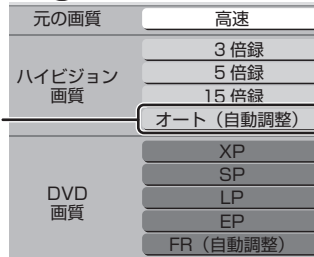 元の画質
高速
ハイビジョン
画質
3 倍録
5 倍録
15 倍録
オート（自動調整）
DVD
画質
XP
SP
LP
EP
FR（自動調整）